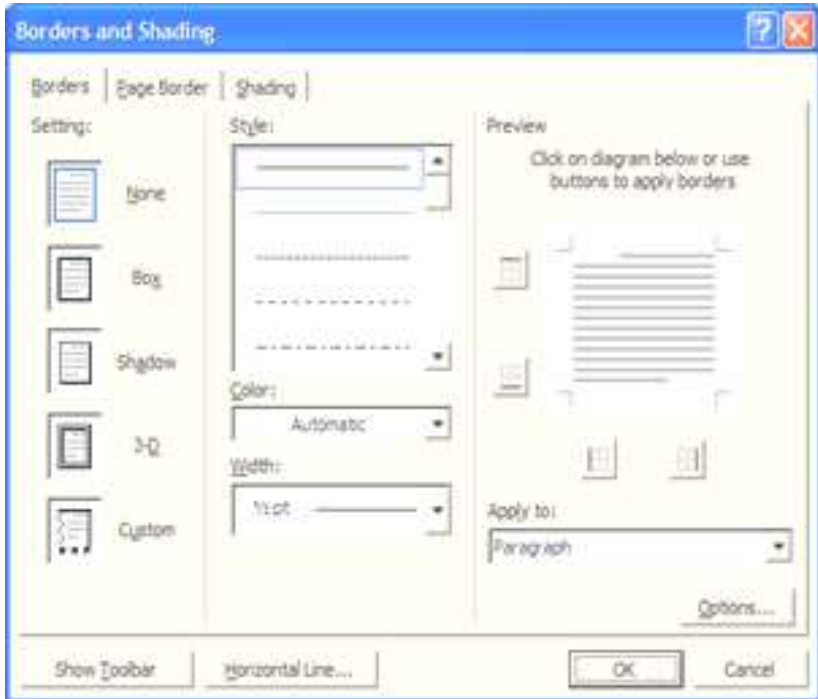 Borders and Shading
Borders
Page Border
Shading
Setting:
None
Box
Shadow
3-D
Custom
Style:
Color:
Automatic
Width:
½ pt
Preview
Click on diagram below or use
buttons to apply borders
Apply to:
Paragraph
Options...
Show Toolbar
Horizontal Line...
OK
Cancel